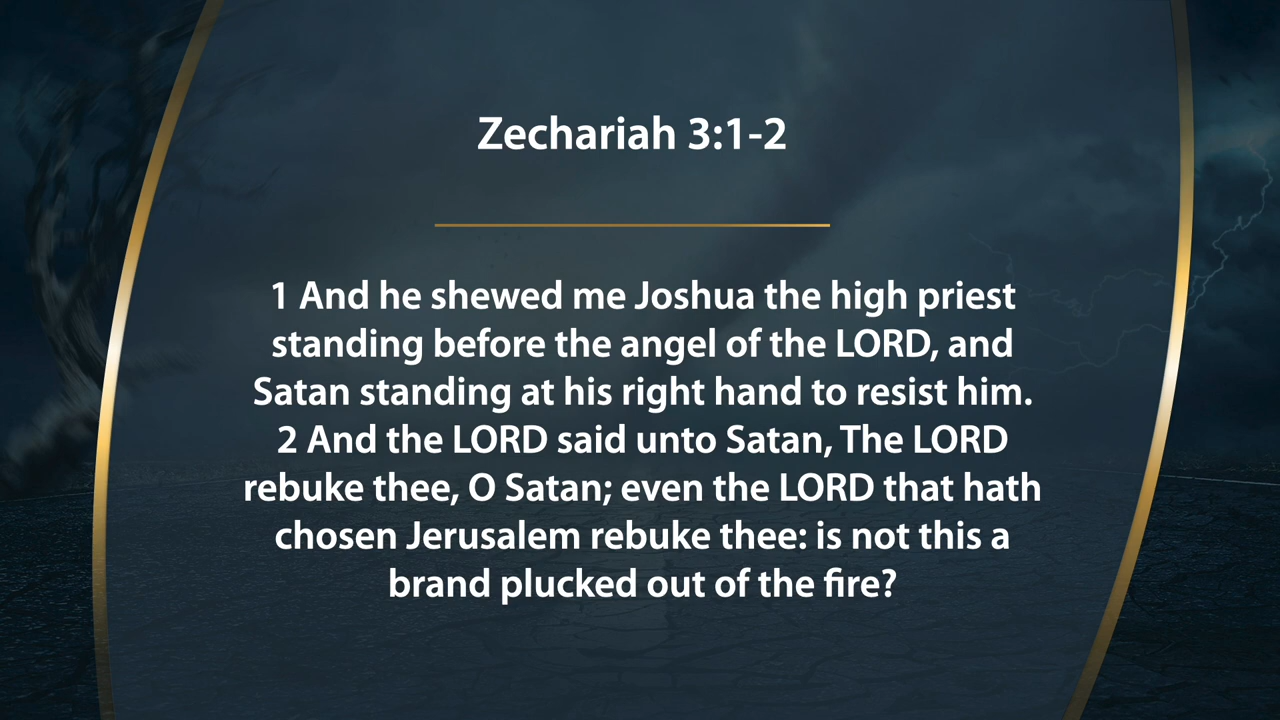 Zechariah 3:1-2
1 And he shewed me Joshua the high priest
standing before the angel of the LORD, and
Satan standing at his right hand to resist him.
2 And the LORD said unto Satan, The LORD
rebuke thee, O Satan; even the LORD that hath
chosen Jerusalem rebuke thee: is not this a
brand plucked out of the fire?